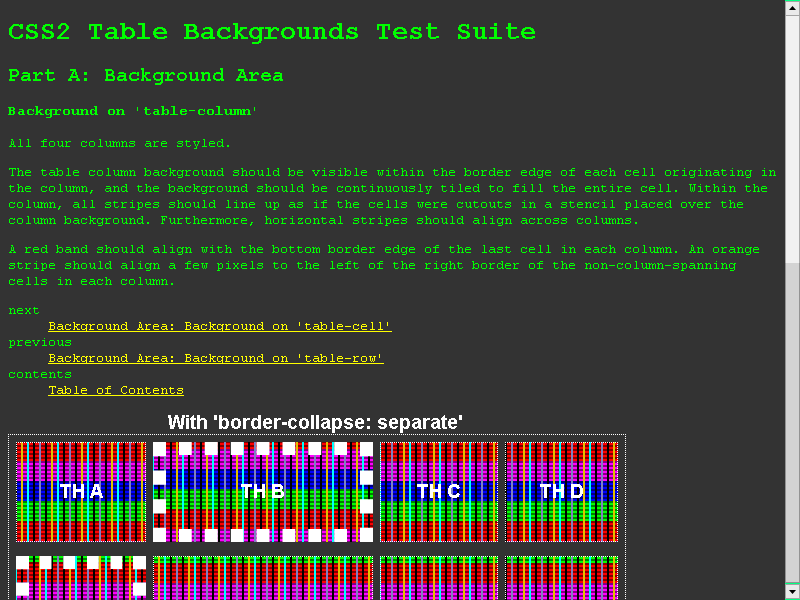 CSS2 Table Backgrounds Test Suite
Part A: Background Area
Background on 'table-column'
All four columns are styled.
The table column background should be visible within the border edge of each cell originating in
the column, and the background should be continuously tiled to fill the entire cell. Within the
column, all stripes should line up as if the cells were cutouts in a stencil placed over the
column background. Furthermore, horizontal stripes should align across columns.
A red band should align with the bottom border edge of the last cell in each column. An orange
stripe should align a few pixels to the left of the right border of the non-column-spanning
cells in each column.
next
Background Area: Background on 'table-cell'
previous
Background Area: Background on 'table-row'
contents
Table of Contents
With 'border-collapse: separate'
TH A TH B TH C TH D